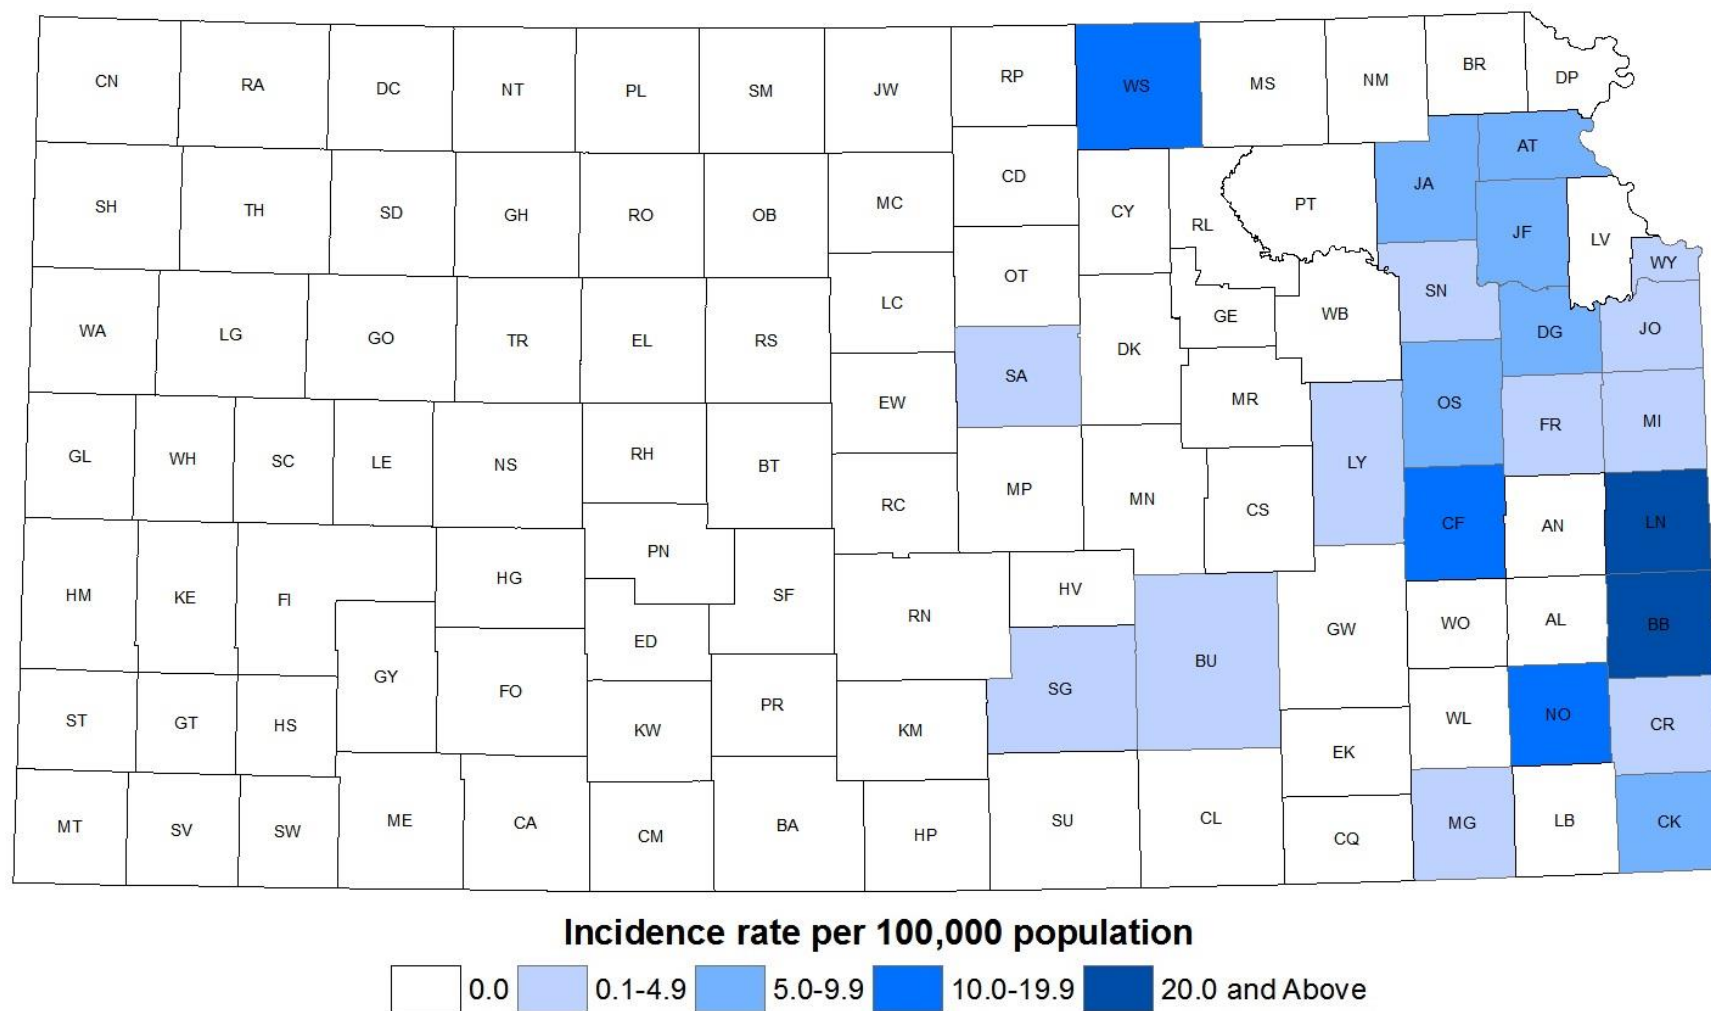 CN RA DC NT PL SM JW RP WS MS NM BR DP
SH TH SD GH RO OB MC CD CY RL PT JA AT JF LV WY
WA LG GO TR EL RS LC OT DK GE WB SN DG JO
GL WH SC LE NS RH BT EW SA MR LY OS FR MI
RC MP MN CS CF AN LN
HM KE FI HG PN SF RN HV GW WO AL BB
GY ED SG BU
ST GT HS FO KW PR KM EK WL NO CR
MT SV SW ME CA CM BA HP SU CL CQ MG LB CK
Incidence rate per 100,000 population
0.0 0.1-4.9 5.0-9.9 10.0-19.9 20.0 and Above